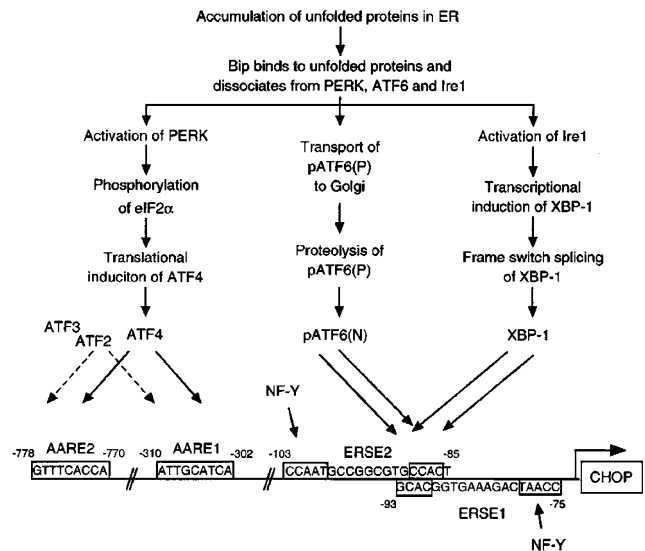 Accumulation of unfolded proteins in ER
Bip binds to unfolded proteins and
dissociates from PERK, ATF6 and Ire1
Activation of PERK
Phosphorylation
of eIF2α
Translational
induciton of ATF4
Transport of
pATF6(P)
to Golgi
Proteolysis of
pATF6(P)
Activation of Ire1
Transcriptional
induction of XBP-1
Frame switch splicing
of XBP-1
ATF3
ATF2
ATF4
pATF6(N)
XBP-1
NF-Y
-778 AARE2 -770
GTTTCACCA
-310 AARE1 -302
ATTGCATCA
-103 ERSE2 -85
CCAATGCCGGCGTGCCACT
GCACGGTGAAAGACTAACC
-93 ERSE1 -75
CHOP
NF-Y